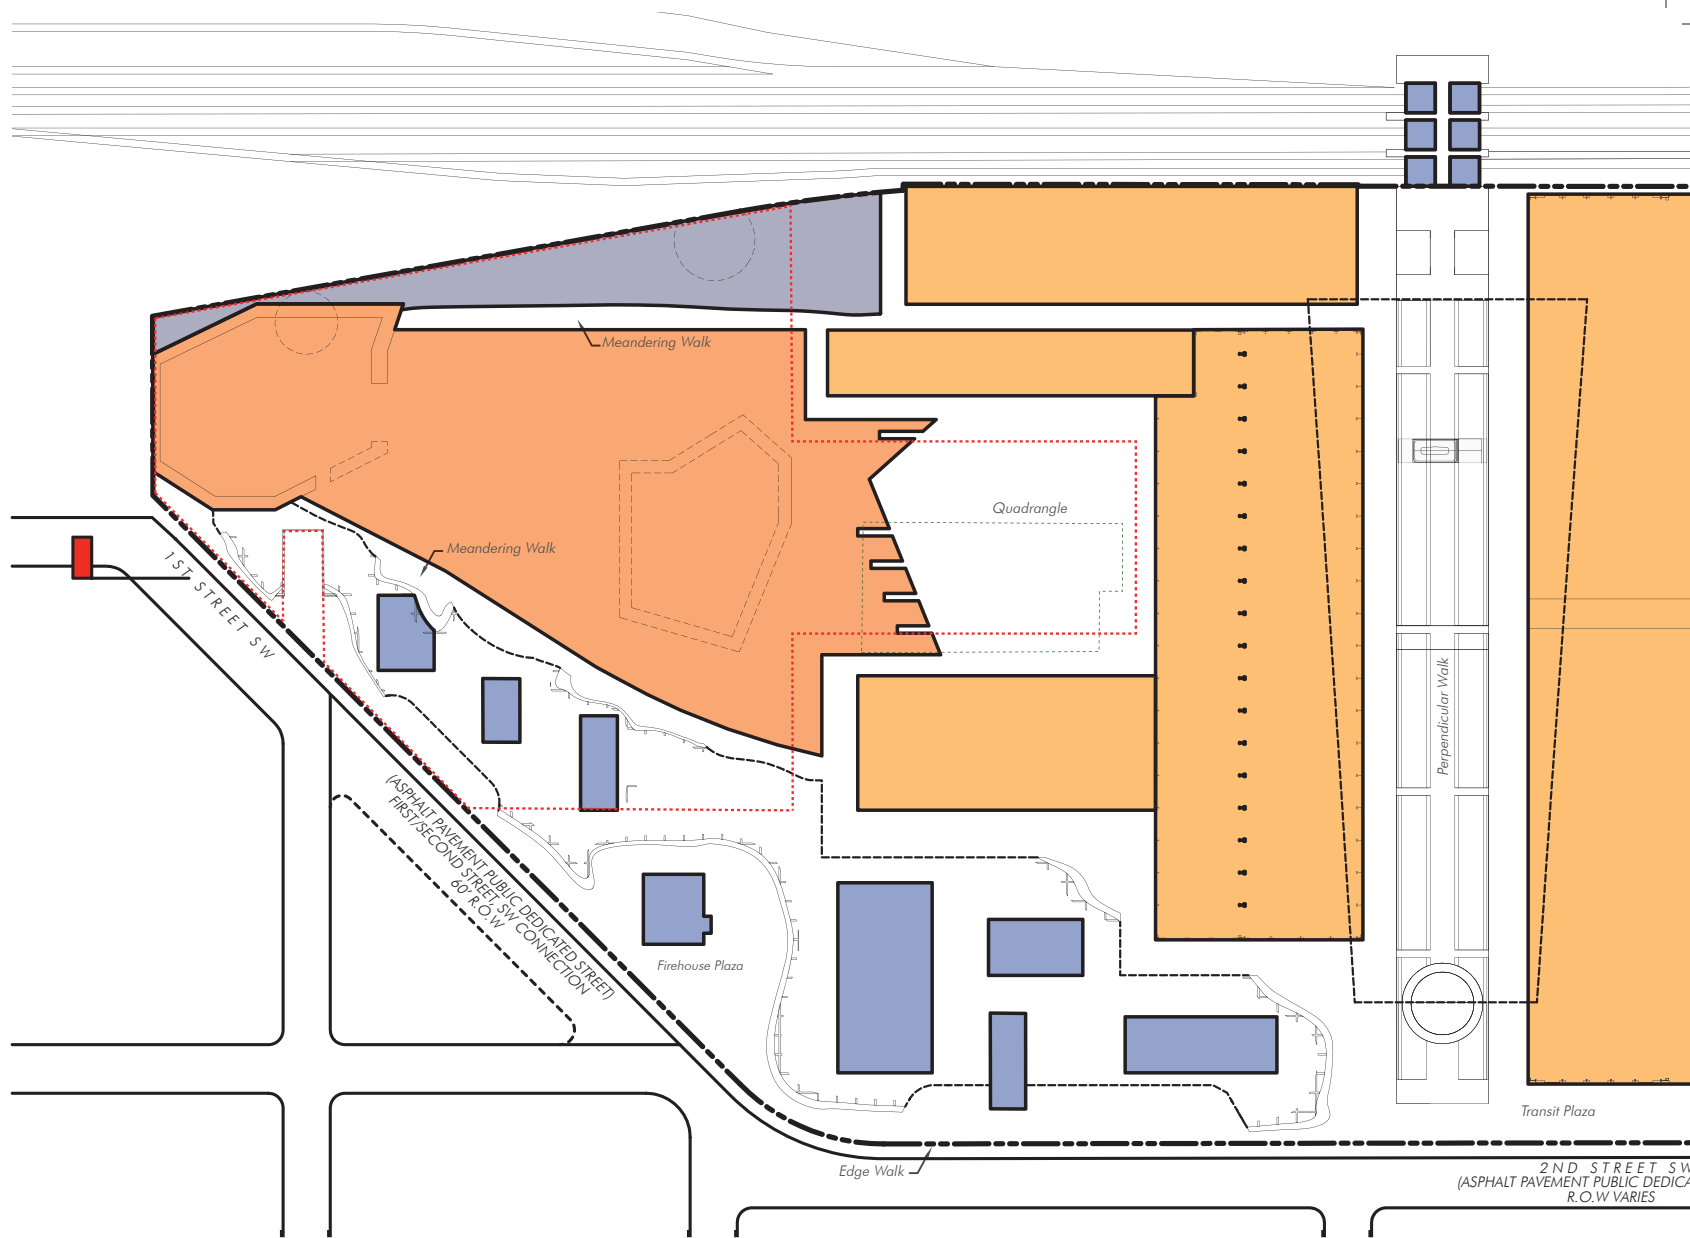 Meandering Walk
Quadrangle
Meandering Walk
1ST STREET SW
Perpendicular Walk
(ASPHALT PAVEMENT PUBLIC DEDICATED STREET)
FIRST/SECOND STREET, SW CONNECTION
60' R.O.W
Firehouse Plaza
Transit Plaza
Edge Walk
2ND STREET SW
(ASPHALT PAVEMENT PUBLIC DEDICA
R.O.W VARIES